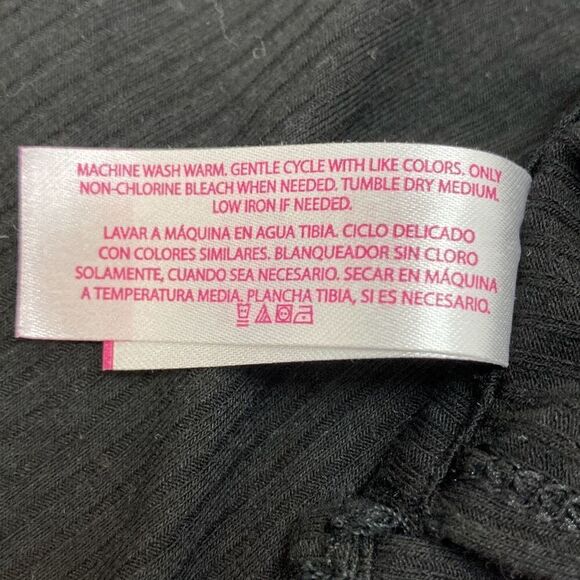 MACHINE WASH WARM. GENTLE CYCLE WITH LIKE COLORS. ONLY
NON-CHLORINE BLEACH WHEN NEEDED. TUMBLE DRY MEDIUM.
LOW IRON IF NEEDED.
LAVAR A MÁQUINA EN AGUA TIBIA. CICLO DELICADO
CON COLORES SIMILARES. BLANQUEADOR SIN CLORO
SOLAMENTE, CUANDO SEA NECESARIO. SECAR EN MÁQUINA
A TEMPERATURA MEDIA. PLANCHA TIBIA, SI ES NECESARIO.